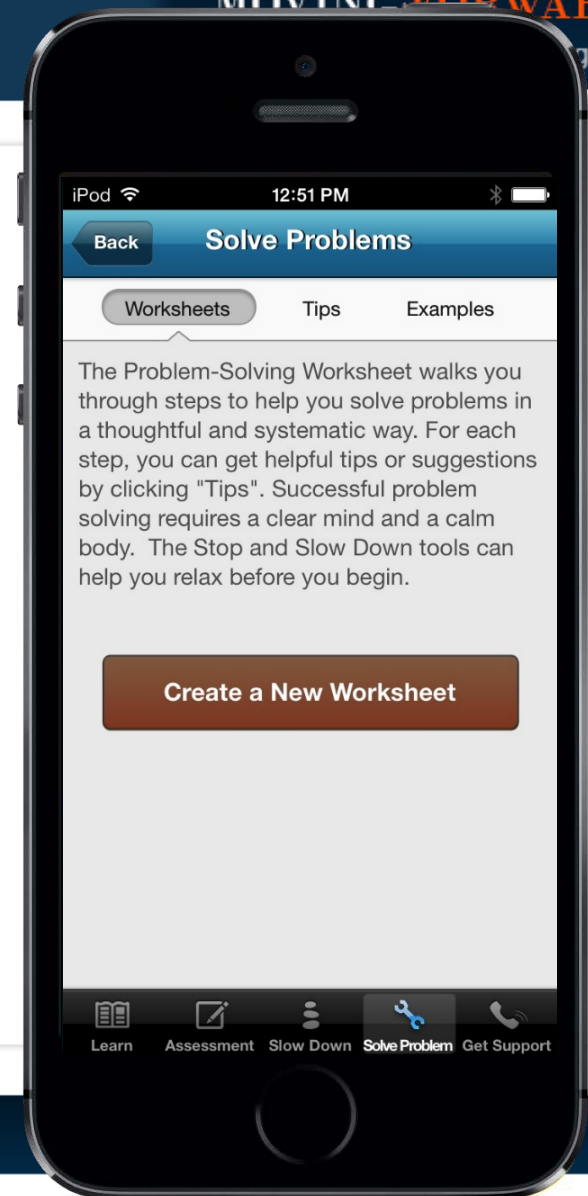 iPod 12:51 PM
Back Solve Problems
Worksheets Tips Examples
The Problem-Solving Worksheet walks you
through steps to help you solve problems in
a thoughtful and systematic way. For each
step, you can get helpful tips or suggestions
by clicking "Tips". Successful problem
solving requires a clear mind and a calm
body.  The Stop and Slow Down tools can
help you relax before you begin.
Create a New Worksheet
Learn Assessment Slow Down Solve Problem Get Support